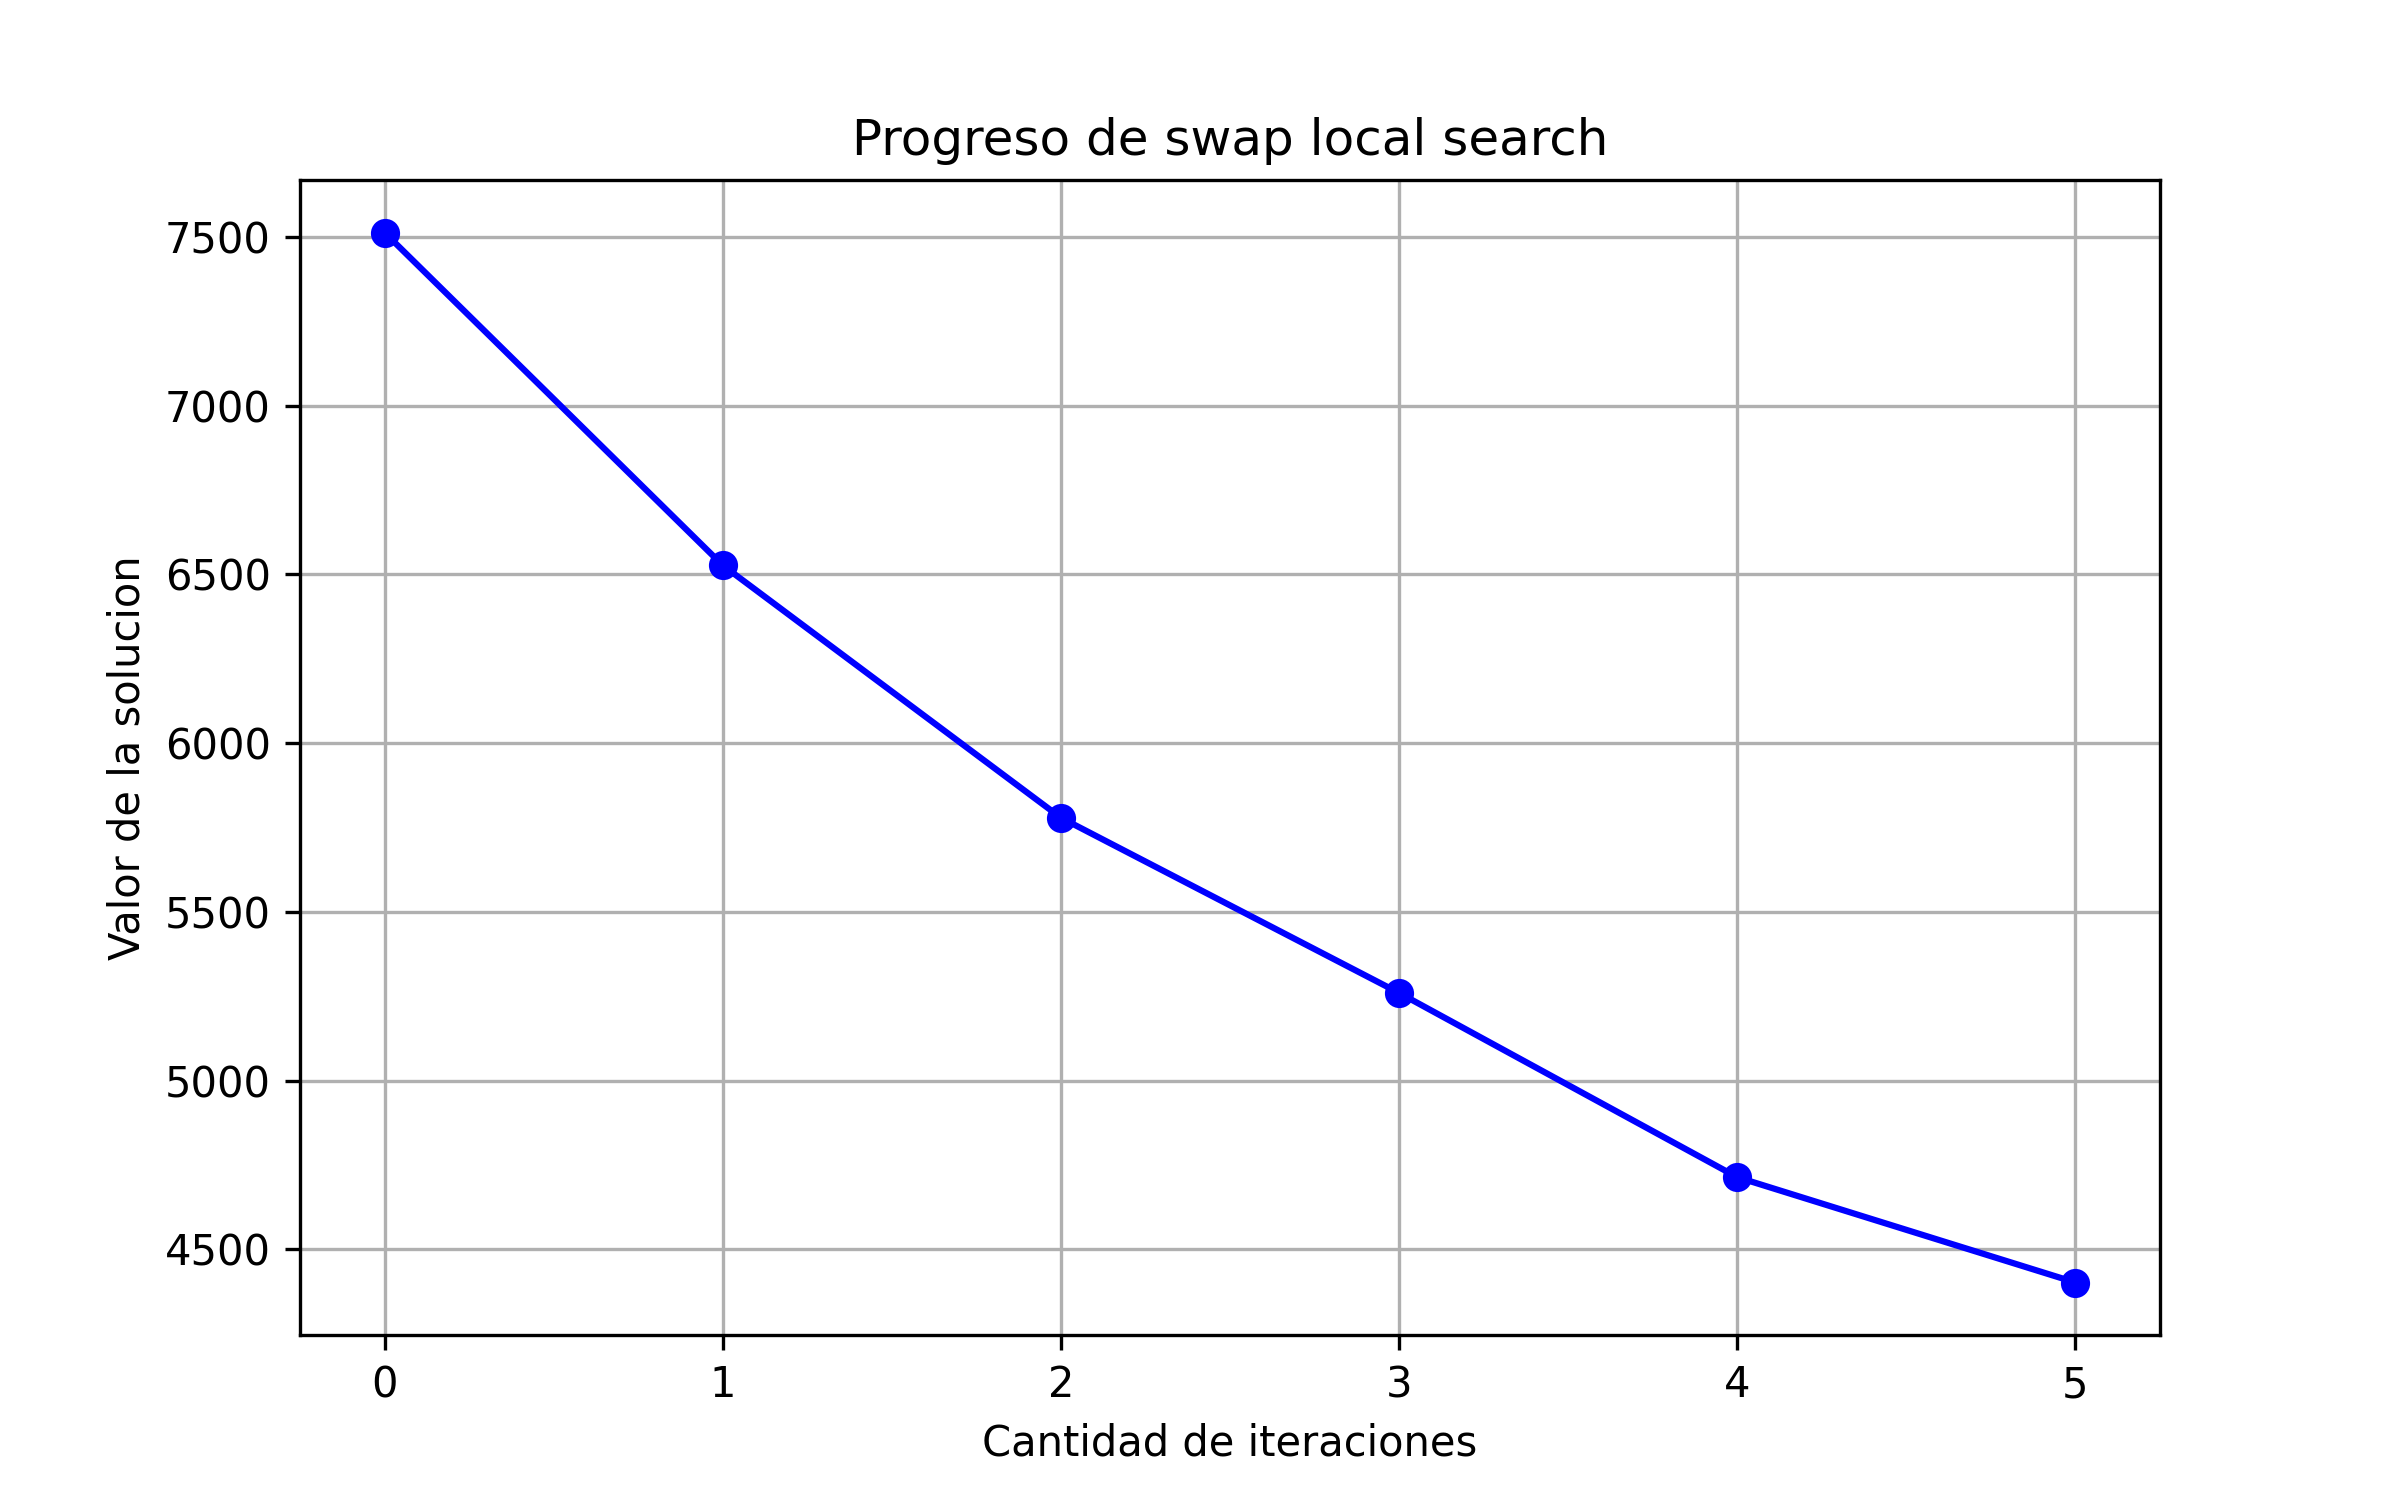 Progreso de swap local search
Valor de la solucion
7500
7000
6500
6000
5500
5000
4500
0 1 2 3 4 5
Cantidad de iteraciones